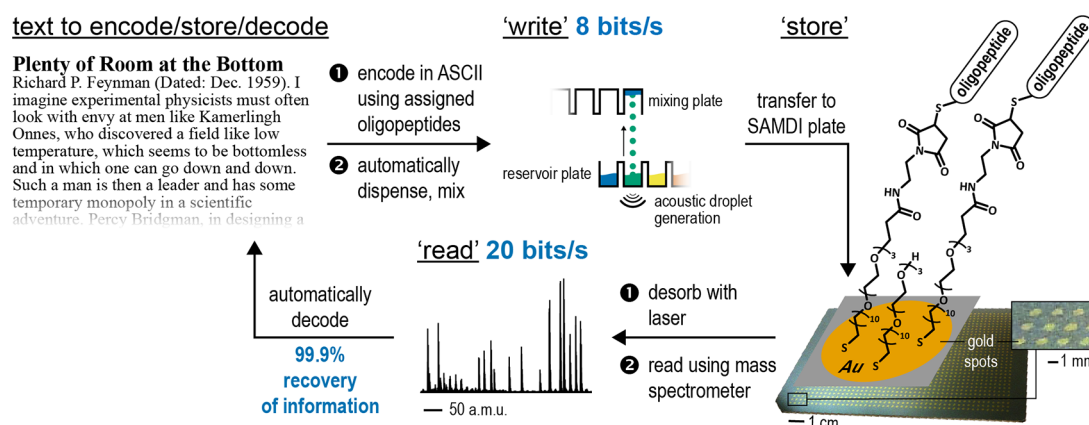 text to encode/store/decode
Plenty of Room at the Bottom
Richard P. Feynman (Dated: Dec. 1959). I
imagine experimental physicists must often
look with envy at men like Kamerlingh
Onnes, who discovered a field like low
temperature, which seems to be bottomless
and in which one can go down and down.
Such a man is then a leader and has some
temporary monopoly in a scientific
adventure. Percy Bridgman, in designing a
❶ encode in ASCII
using assigned
oligopeptides
❷ automatically
dispense, mix
'write' 8 bits/s
mixing plate
reservoir plate
acoustic droplet
generation
'store'
transfer to
SAMDI plate
oligopeptide
oligopeptide
S
S
O
O
N
O
O
N
HN
O
HN
O
O
3
O
3
H
O
3
O
10
O
10
O
10
S
S
S
Au
gold
spots
1 mm
1 cm
❶ desorb with
laser
❷ read using mass
spectrometer
'read' 20 bits/s
50 a.m.u.
automatically
decode
99.9%
recovery
of information